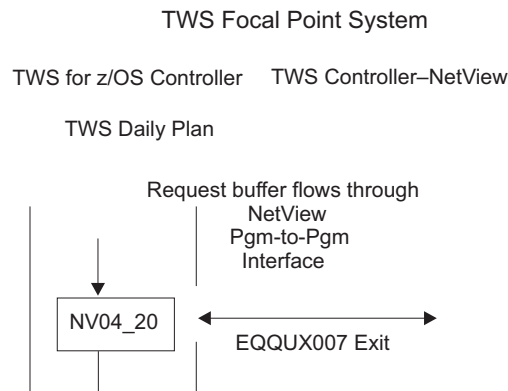 TWS Focal Point System
TWS for z/OS Controller
TWS Controller–NetView
TWS Daily Plan
Request buffer flows through
NetView
Pgm-to-Pgm
Interface
NV04_20
EQQUX007 Exit